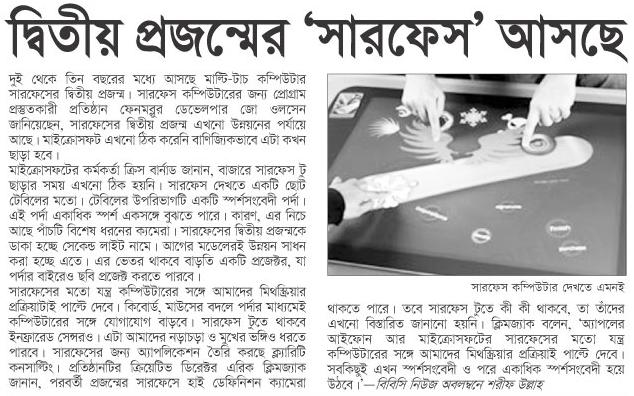 দ্বিতীয় প্রজন্মের ‘সারফেস’ আসছে
দুই থেকে তিন বছরের মধ্যে আসছে মাল্টি-টাচ কম্পিউটার
সারফেসের দ্বিতীয় প্রজন্ম। সারফেস কম্পিউটারের জন্য প্রোগ্রাম
প্রস্তুতকারী প্রতিষ্ঠান ফেনমব্লুর ডেভেলপার জো ওলসেন
জানিয়েছেন, সারফেসের দ্বিতীয় প্রজন্ম এখনো উন্নয়নের পর্যায়ে
আছে। মাইক্রোসফট এখনো ঠিক করেনি বাণিজ্যিকভাবে এটা কখন
ছাড়া হবে।
মাইক্রোসফটের কর্মকর্তা ক্রিস বার্নাড জানান, বাজারে সারফেস টু
ছাড়ার সময় এখনো ঠিক হয়নি। সারফেস দেখতে একটি ছোট
টেবিলের মতো। টেবিলের উপরিভাগটি একটি স্পর্শসংবেদী পর্দা।
এই পর্দা একাধিক স্পর্শ একসঙ্গে বুঝতে পারে। কারণ, এর নিচে
আছে পাঁচটি বিশেষ ধরনের ক্যামেরা। সারফেসের দ্বিতীয় প্রজন্মকে
ডাকা হচ্ছে সেকেন্ড লাইট নামে। আগের মডেলেরই উন্নয়ন সাধন
করা হচ্ছে এতে। এর ভেতর থাকবে বাড়তি একটি প্রজেক্টর, যা
পর্দার বাইরেও ছবি প্রজেক্ট করতে পারবে।
সারফেসের মতো যন্ত্র কম্পিউটারের সঙ্গে আমাদের মিথস্ক্রিয়ার
প্রক্রিয়াটাই পাল্টে দেবে। কিবোর্ড, মাউসের বদলে পর্দার মাধ্যমেই
কম্পিউটারের সঙ্গে যোগাযোগ বাড়বে। সারফেস টুতে থাকবে
ইনফ্রারেড সেন্সরও। এটা আমাদের নড়াচড়া ও মুখের ভঙ্গিও ধরতে
পারবে। সারফেসের জন্য অ্যাপলিকেশন তৈরি করছে ক্ল্যারিটি
কনসাল্টিং। প্রতিষ্ঠানটির ক্রিয়েটিভ ডিরেক্টর এরিক ক্লিমজ্যাক
জানান, পরবর্তী প্রজন্মের সারফেসে হাই ডেফিনিশন ক্যামেরা
সারফেস কম্পিউটার দেখতে এমনই
থাকতে পারে। তবে সারফেস টুতে কী কী থাকবে, তা তাঁদের
এখনো বিস্তারিত জানানো হয়নি। ক্লিমজ্যাক বলেন, ‘অ্যাপলের
আইফোন আর মাইক্রোসফটের সারফেসের মতো যন্ত্র
কম্পিউটারের সঙ্গে আমাদের মিথস্ক্রিয়ার প্রক্রিয়াই পাল্টে দেবে।
সবকিছুই এখন স্পর্শসংবেদী ও পরে একাধিক স্পর্শসংবেদী হয়ে
উঠবে।’—বিবিসি নিউজ অবলম্বনে শরীফ উল্লাহ